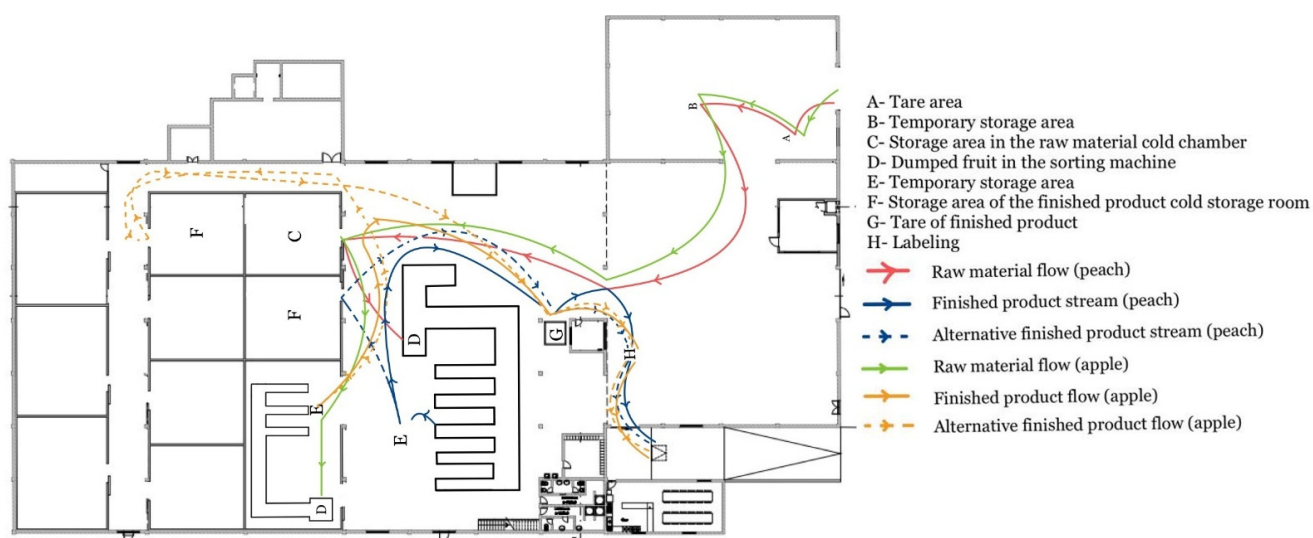 B
A
F
C
F
D
G
H
E
E
D
A- Tare area
B- Temporary storage area
C- Storage area in the raw material cold chamber
D- Dumped fruit in the sorting machine
E- Temporary storage area
F- Storage area of the finished product cold storage room
G- Tare of finished product
H- Labeling
Raw material flow (peach)
Finished product stream (peach)
Alternative finished product stream (peach)
Raw material flow (apple)
Finished product flow (apple)
Alternative finished product flow (apple)